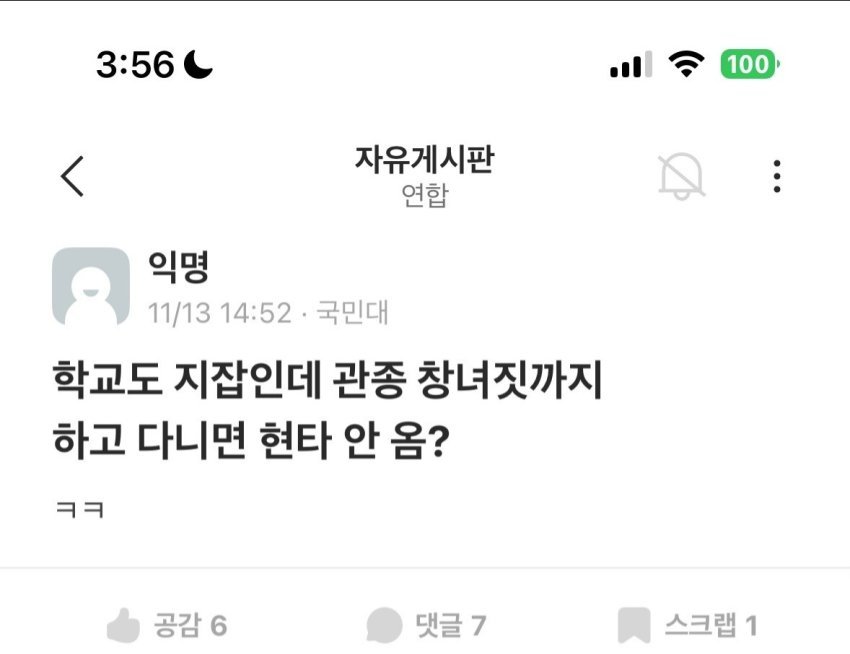 3:56
100
자유게시판
연합
익명
11/13 14:52 · 국민대
학교도 지잡인데 관종 창녀짓까지
하고 다니면 현타 안 옴?
ㅋㅋ
공감 6 댓글 7 스크랩 1